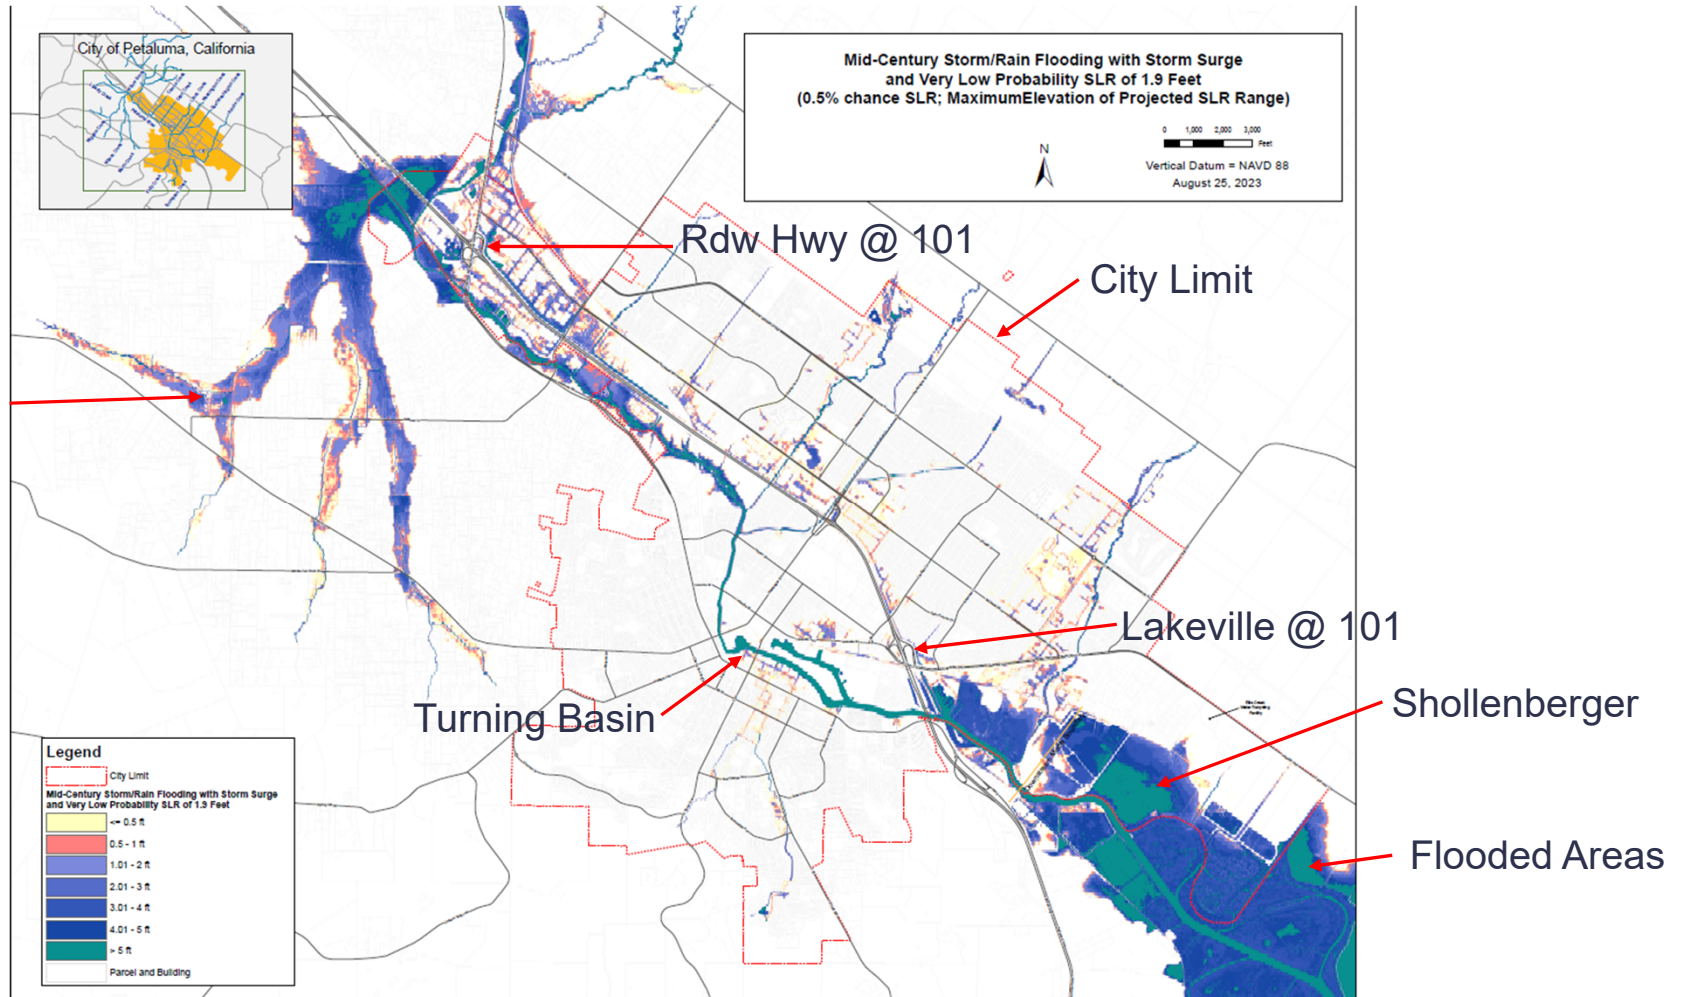 City of Petaluma, California
Mid-Century Storm/Rain Flooding with Storm Surge
and Very Low Probability SLR of 1.9 Feet
(0.5% chance SLR; MaximumElevation of Projected SLR Range)
0 1,000 2,000 3,000
Feet
N
Vertical Datum = NAVD 88
August 25, 2023
Rdw Hwy @ 101
City Limit
Lakeville @ 101
Turning Basin
Shollenberger
Flooded Areas
Legend
City Limit
Mid-Century Storm/Rain Flooding with Storm Surge
and Very Low Probability SLR of 1.9 Feet
<= 0.5 ft
0.5 - 1 ft
1.01 - 2 ft
2.01 - 3 ft
3.01 - 4 ft
4.01 - 5 ft
> 5 ft
Parcel and Building